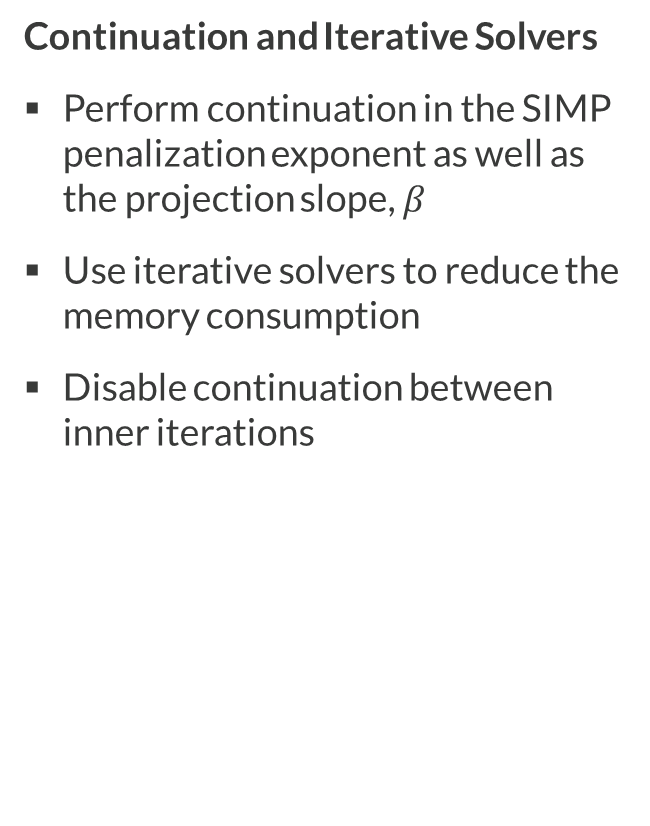 Continuation and Iterative Solvers
▪ Perform continuation in the SIMP
penalization exponent as well as
the projection slope, β
▪ Use iterative solvers to reduce the
memory consumption
▪ Disable continuation between
inner iterations